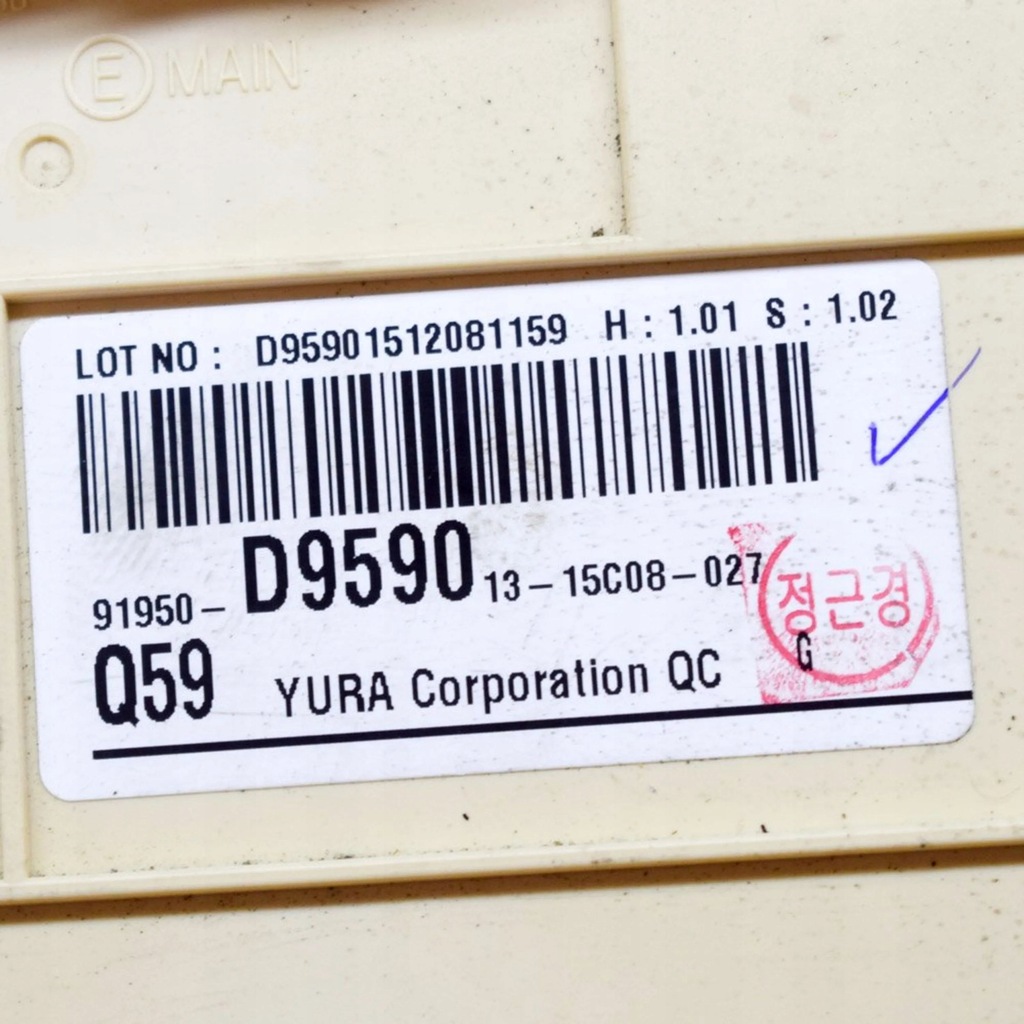 E MAIN
LOT NO : D95901512081159 H : 1.01 S : 1.02
91950- D9590 13-15C08-027
정근경
Q59 YURA Corporation QC G